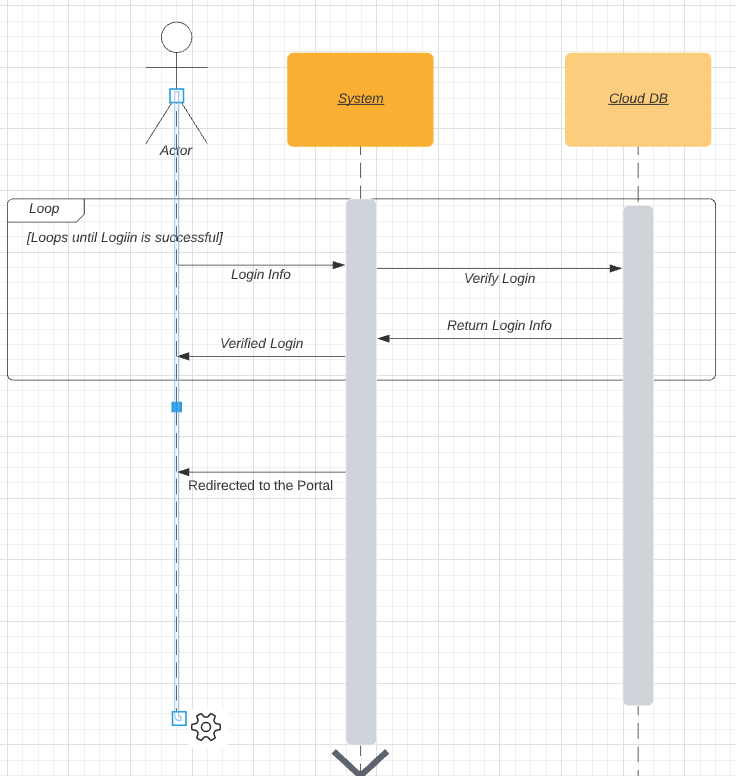 System
Cloud DB
Actor
Loop
[Loops until Logiin is successful]
Login Info
Verify Login
Return Login Info
Verified Login
Redirected to the Portal